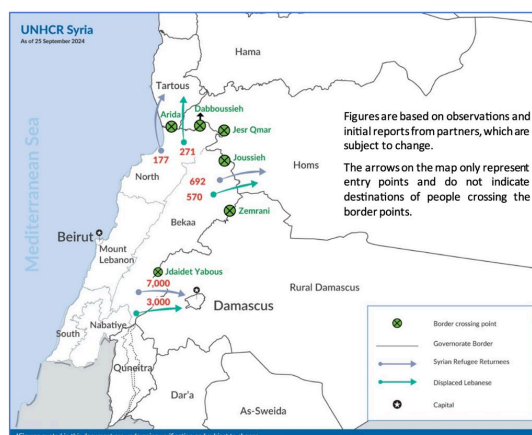 UNHCR Syria
As of 25 September 2024
Hama
Tartous
Dabboussieh
Arida
Jesr Qmar
Figures are based on observations and
initial reports from partners, which are
subject to change.
The arrows on the map only represent
entry points and do not indicate
destinations of people crossing the
border points.
177
271
Joussieh
Homs
North
692
570
Mediterranean Sea
Bekaa
Zemrani
Beirut
Mount
Lebanon
Jdaidet Yabous
7,000
3,000
Rural Damascus
Damascus
South
Nabatiye
Quneitra
Dar'a
As-Sweida
Border crossing point
Governorate Border
Syrian Refugee Returnees
Displaced Lebanese
Capital